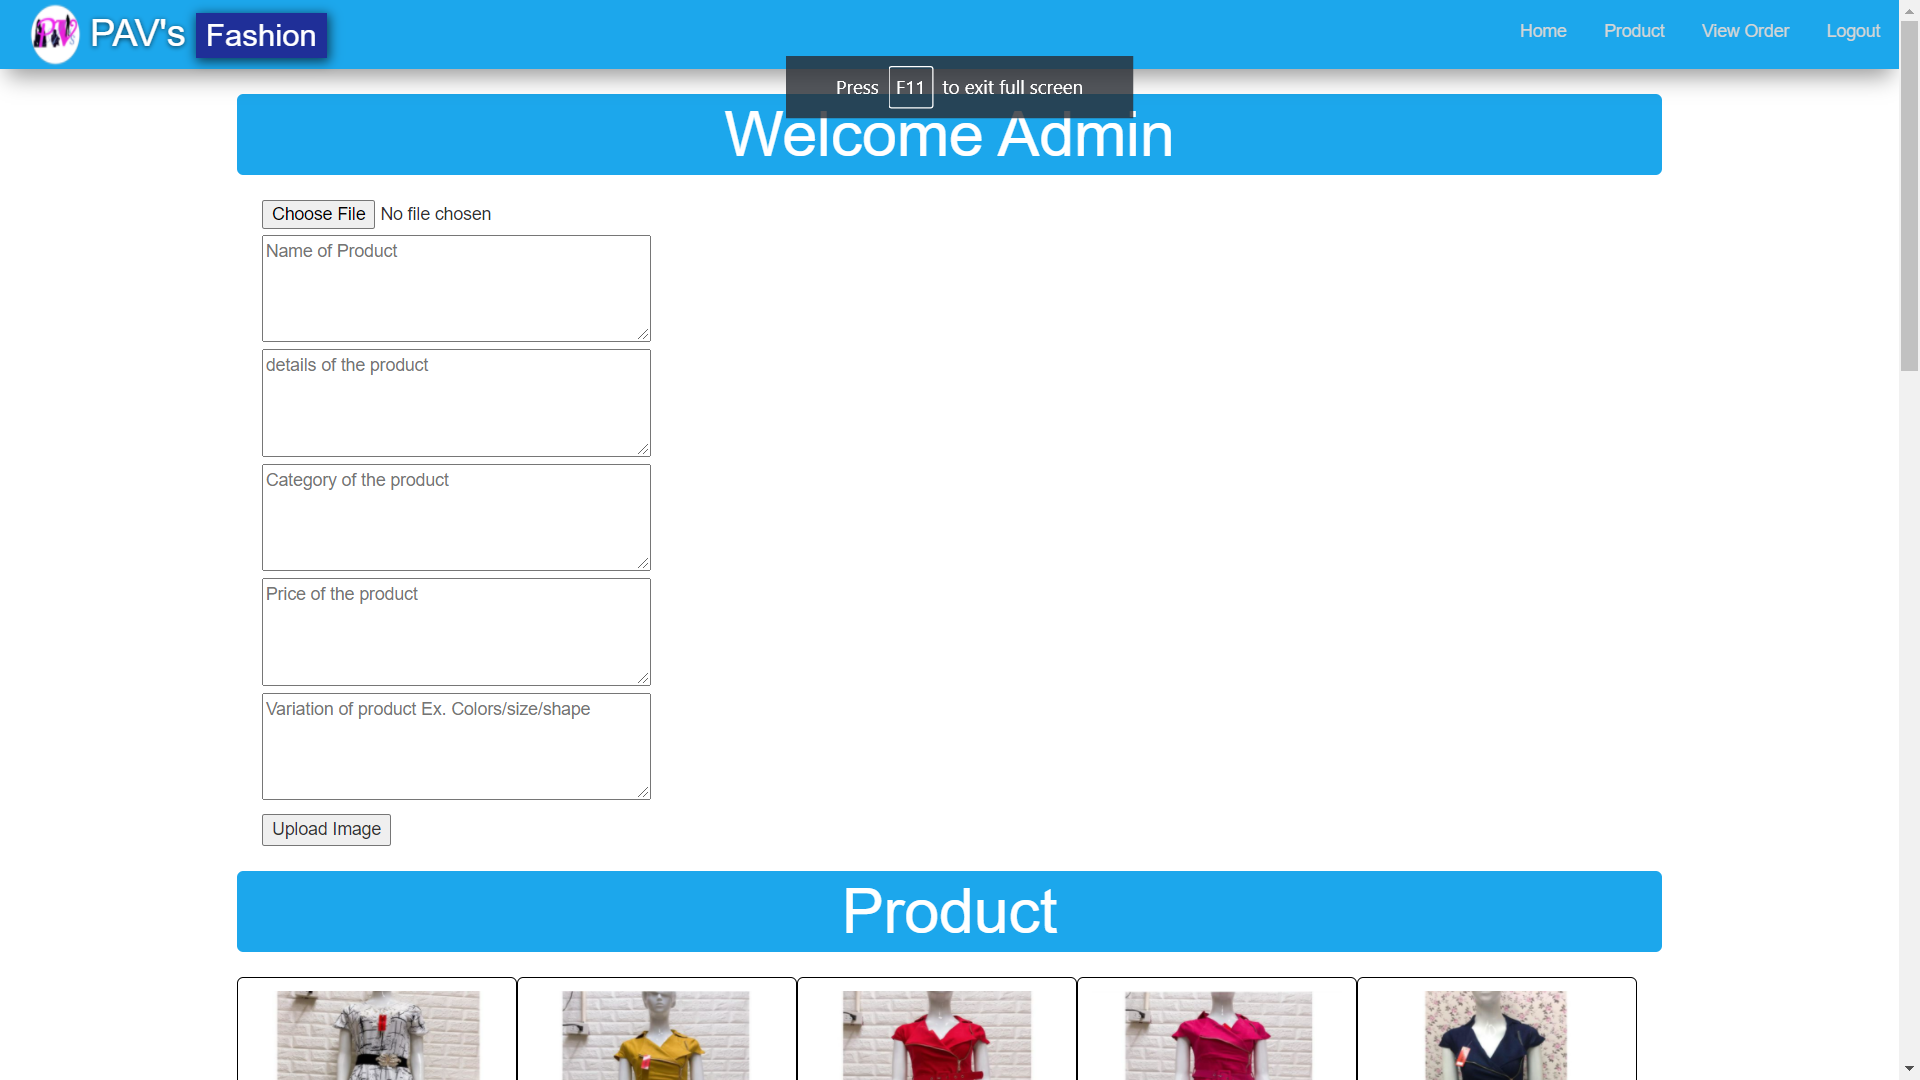 PAV's Fashion
Home Product View Order Logout
Press F11 to exit full screen
Welcome Admin
Choose File No file chosen
Name of Product
details of the product
Category of the product
Price of the product
Variation of product Ex. Colors/size/shape
Upload Image
Product